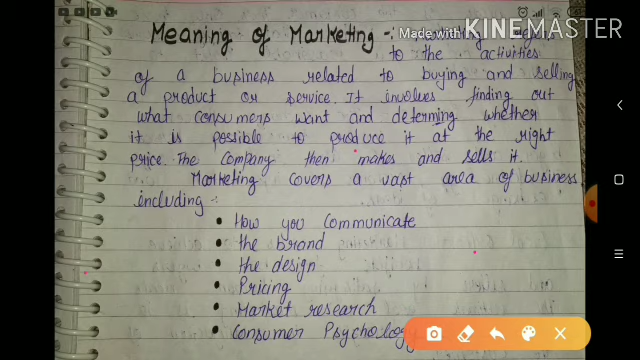 Meaning of Marketing -:
Made with KINEMASTER
to the activities
of a business related to buying and selling
a product or service. It involves finding out
what consumers want and determing whether
it is possible to produce it at the right
price. The Company then makes and sells it.
Marketing covers a vast area of business
including :-
• How you Communicate
• the brand
• the design
• Pricing
• Market research
• Consumer Psychology